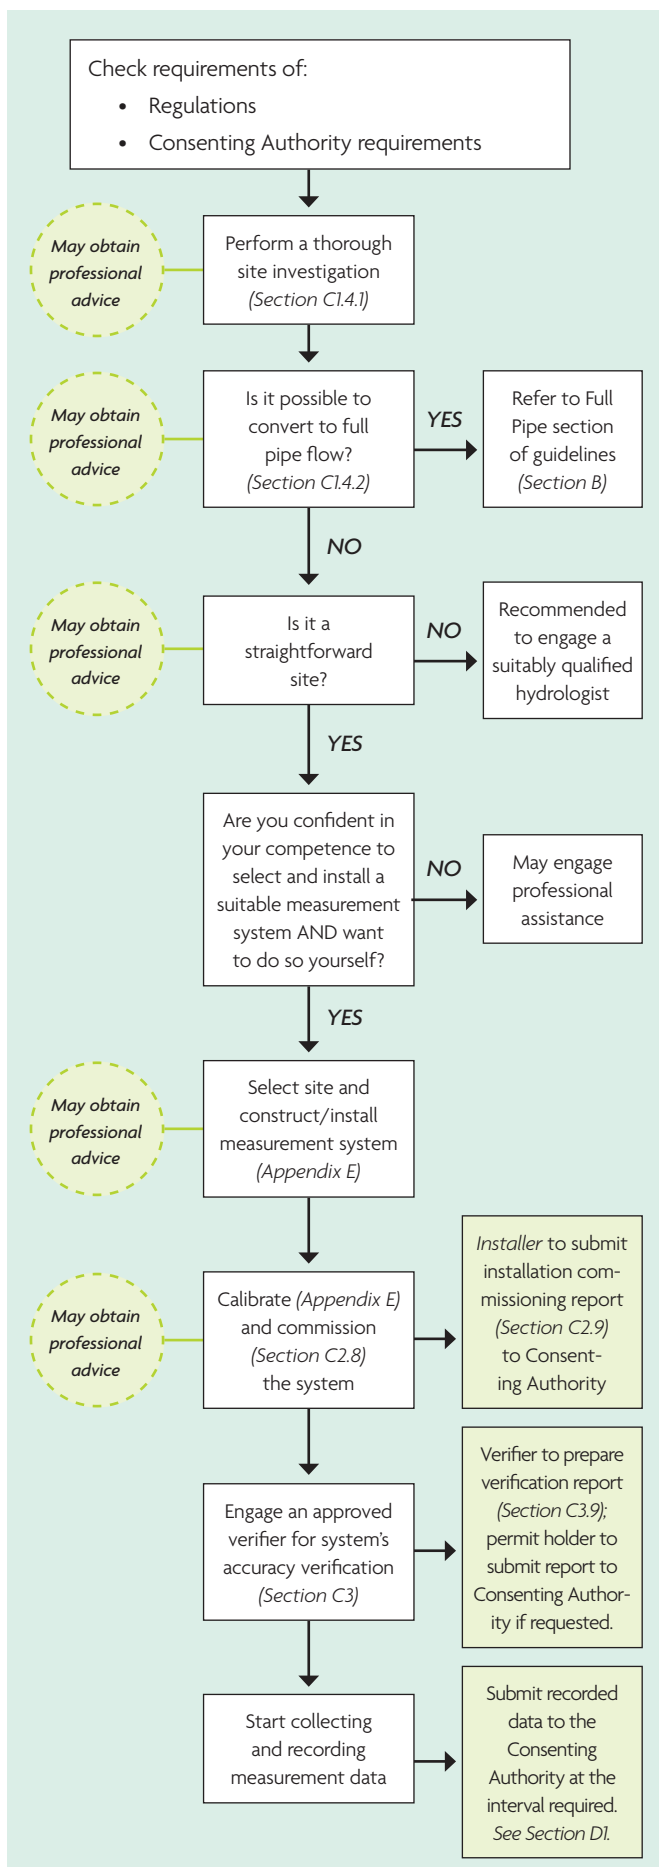 Check requirements of:
• Regulations
• Consenting Authority requirements
May obtain
professional
advice
Perform a thorough
site investigation
(Section C1.4.1)
May obtain
professional
advice
Is it possible to
convert to full
pipe flow?
(Section C1.4.2)
YES
Refer to Full
Pipe section
of guidelines
(Section B)
NO
May obtain
professional
advice
Is it a
straightforward
site?
NO
Recommended
to engage a
suitably qualified
hydrologist
YES
Are you confident in
your competence to
select and install a
suitable measurement
system AND want
to do so yourself?
NO
May engage
professional
assistance
YES
May obtain
professional
advice
Select site and
construct/install
measurement system
(Appendix E)
May obtain
professional
advice
Calibrate (Appendix E)
and commission
(Section C2.8)
the system
Installer to submit
installation com-
missioning report
(Section C2.9)
to Consent-
ing Authority
Engage an approved
verifier for system's
accuracy verification
(Section C3)
Verifier to prepare
verification report
(Section C3.9);
permit holder to
submit report to
Consenting Author-
ity if requested.
Start collecting
and recording
measurement data
Submit recorded
data to the
Consenting
Authority at the
interval required.
See Section D1.